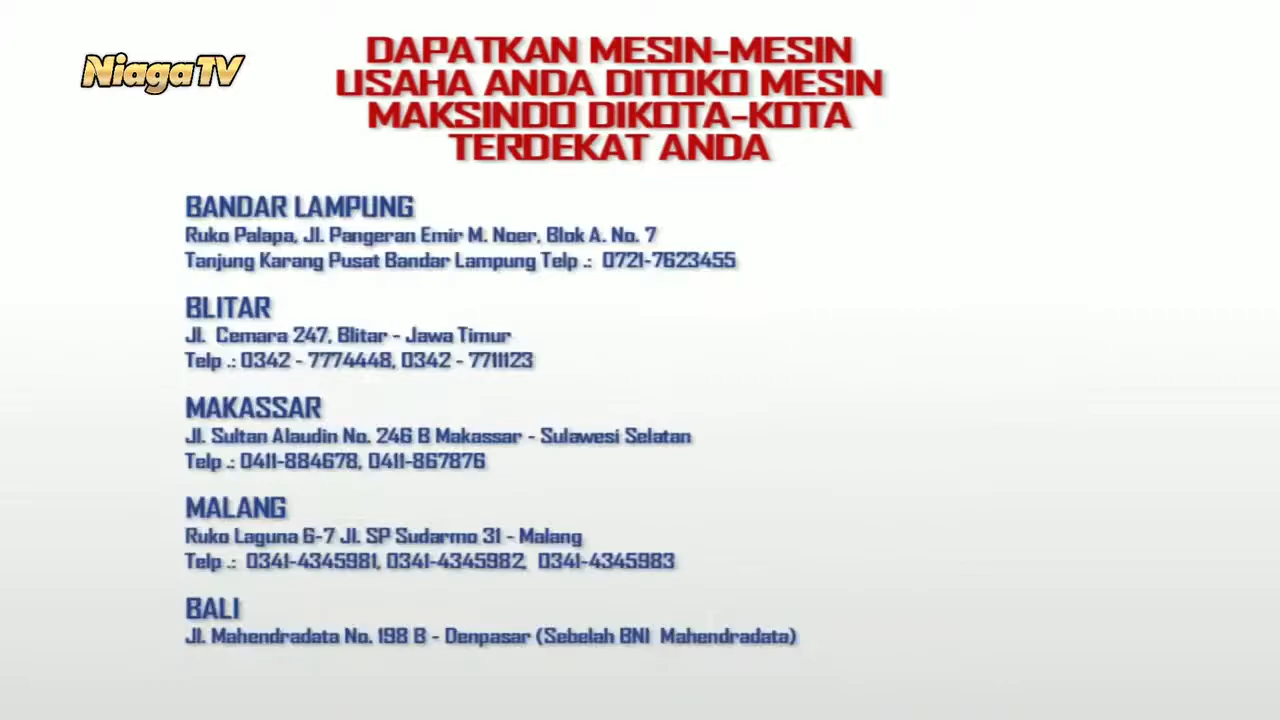 NiagaTV
DAPATKAN MESIN-MESIN
USAHA ANDA DITOKO MESIN
MAKSINDO DIKOTA-KOTA
TERDEKAT ANDA
BANDAR LAMPUNG
Ruko Palapa, Jl. Pangeran Emir M. Noer, Blok A. No. 7
Tanjung Karang Pusat Bandar Lampung Telp .: 0721-7623455
BLITAR
Jl. Cemara 247, Blitar - Jawa Timur
Telp .: 0342 - 7774448, 0342 - 7711123
MAKASSAR
Jl. Sultan Alaudin No. 246 B Makassar - Sulawesi Selatan
Telp .: 0411-884678, 0411-867876
MALANG
Ruko Laguna 6-7 Jl. SP Sudarmo 31 - Malang
Telp .: 0341-4345981, 0341-4345982, 0341-4345983
BALI
Jl. Mahendradata No. 198 B - Denpasar (Sebelah BNI Mahendradata)